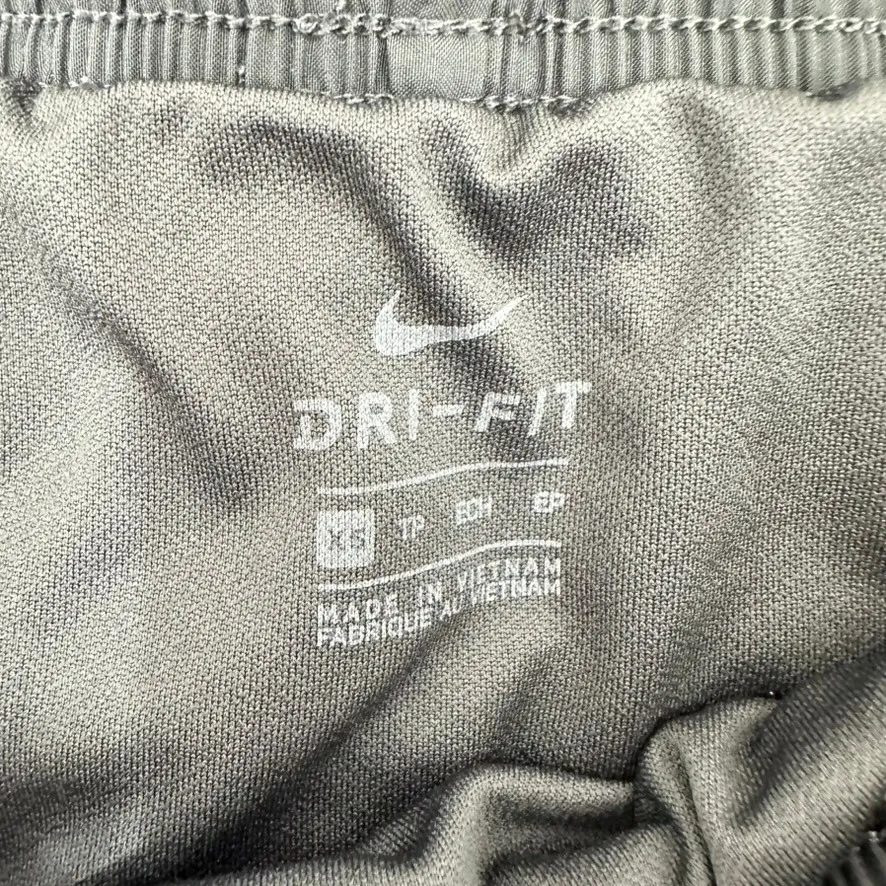 DRI-FIT
XS TP ECH EP
MADE IN VIETNAM
FABRIQUE AU VIETNAM